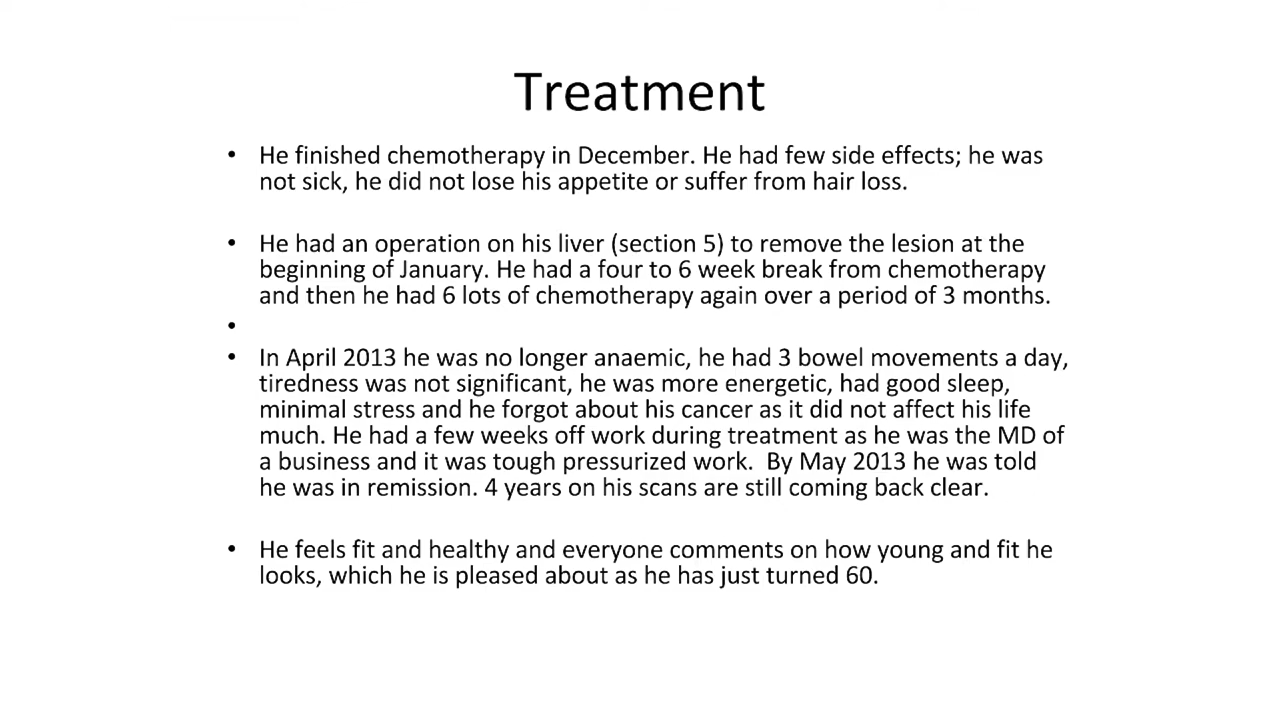 Treatment
• He finished chemotherapy in December. He had few side effects; he was
not sick, he did not lose his appetite or suffer from hair loss.
• He had an operation on his liver (section 5) to remove the lesion at the
beginning of January. He had a four to 6 week break from chemotherapy
and then he had 6 lots of chemotherapy again over a period of 3 months.
•
• In April 2013 he was no longer anaemic, he had 3 bowel movements a day,
tiredness was not significant, he was more energetic, had good sleep,
minimal stress and he forgot about his cancer as it did not affect his life
much. He had a few weeks off work during treatment as he was the MD of
a business and it was tough pressurized work.  By May 2013 he was told
he was in remission. 4 years on his scans are still coming back clear.
• He feels fit and healthy and everyone comments on how young and fit he
looks, which he is pleased about as he has just turned 60.